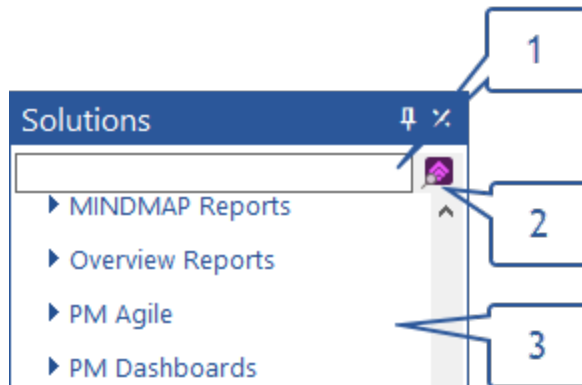 1
Solutions
MINDMAP Reports
2
Overview Reports
PM Agile
3
PM Dashboards